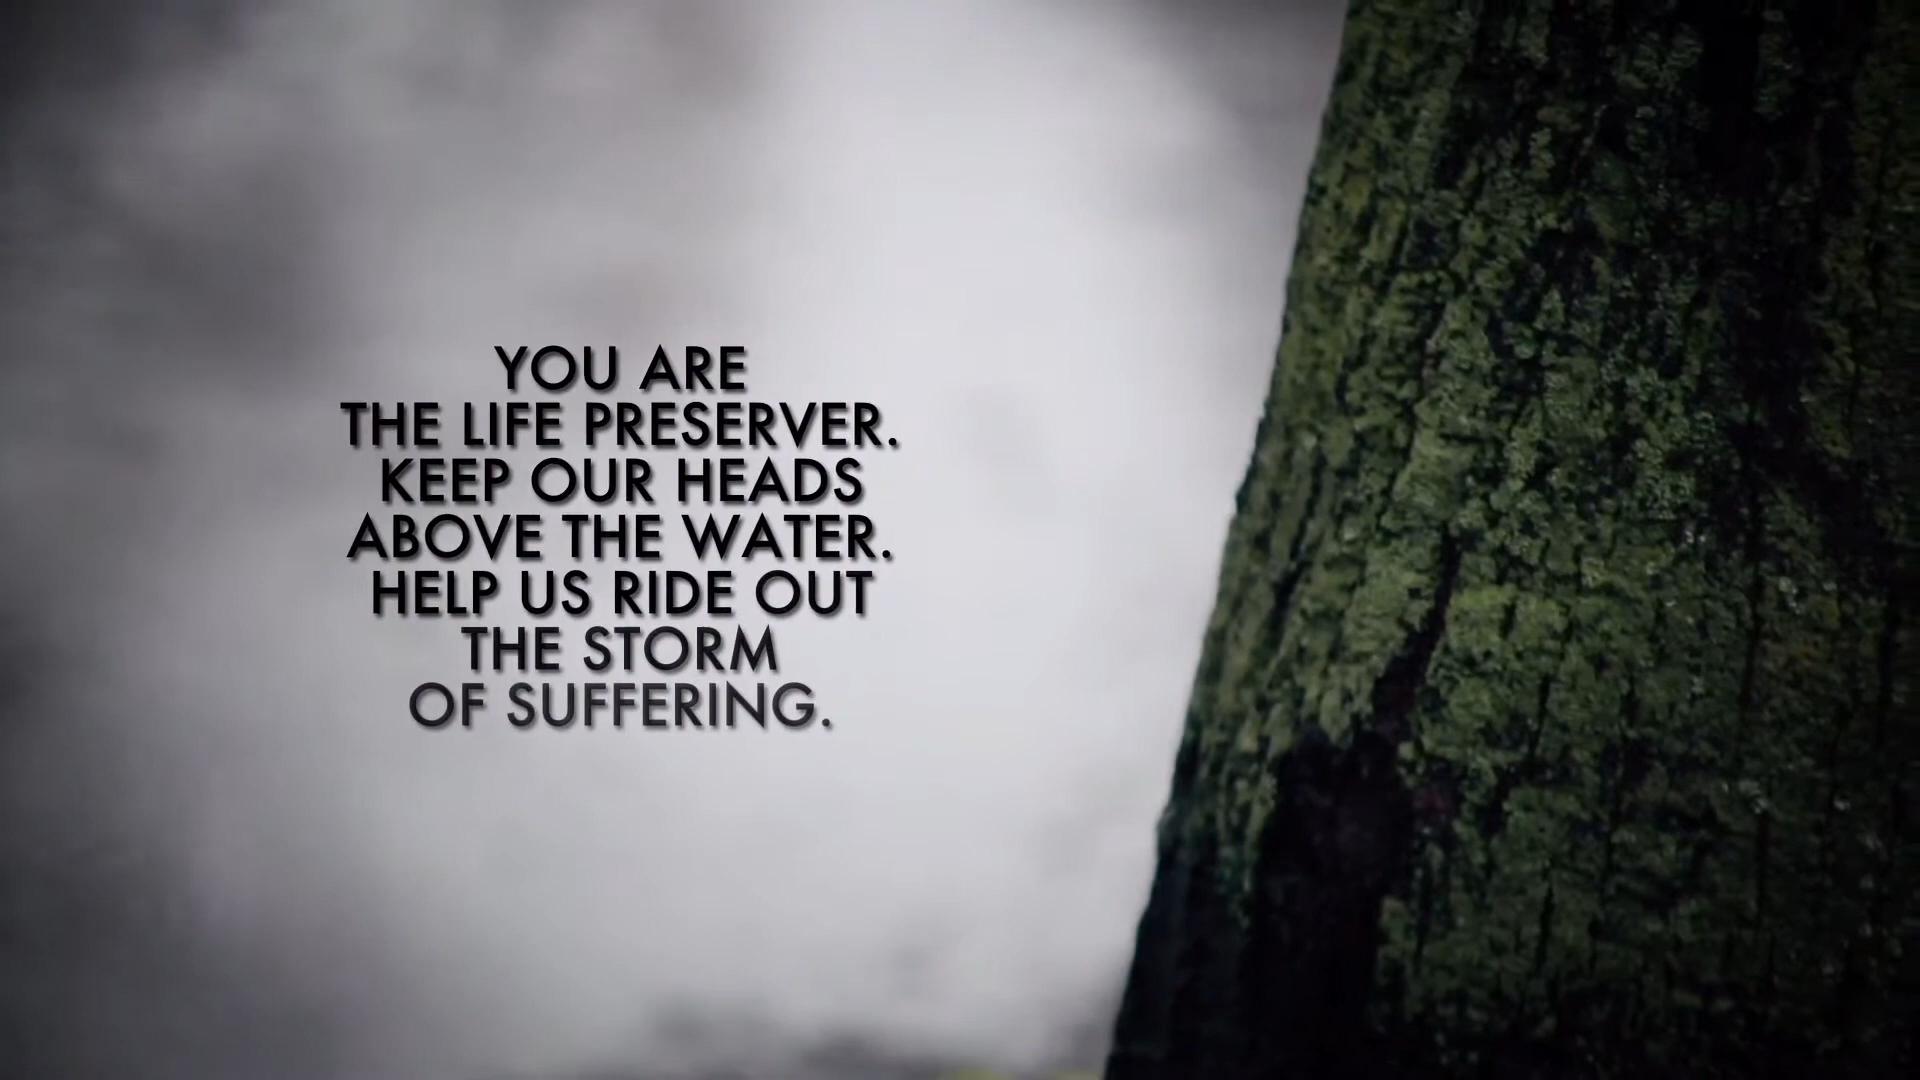 YOU ARE
THE LIFE PRESERVER.
KEEP OUR HEADS
ABOVE THE WATER.
HELP US RIDE OUT
THE STORM
OF SUFFERING.